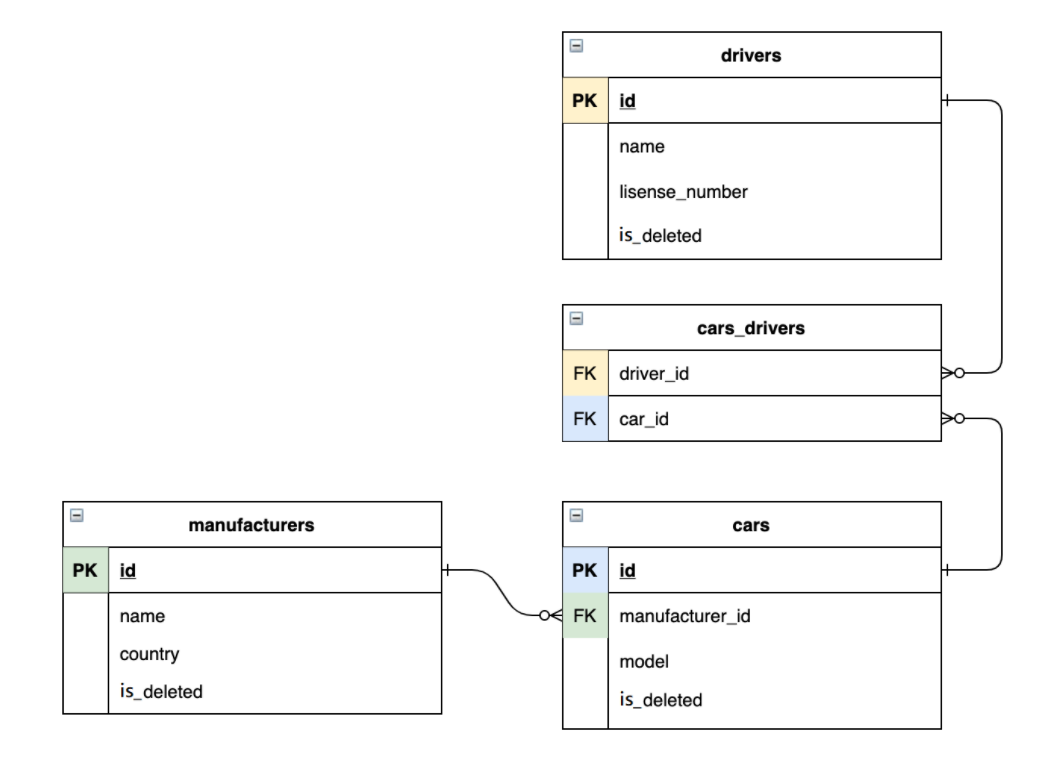 drivers
PK id
name
lisense_number
is_deleted
cars_drivers
FK driver_id
FK car_id
manufacturers
PK id
name
country
is_deleted
cars
PK id
FK manufacturer_id
model
is_deleted